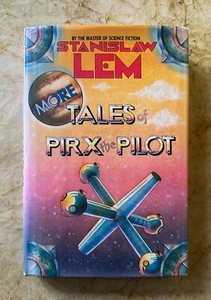 BY THE MASTER OF SCIENCE FICTION
STANISLAW
LEM
MORE
TALES of
PIRX the PILOT